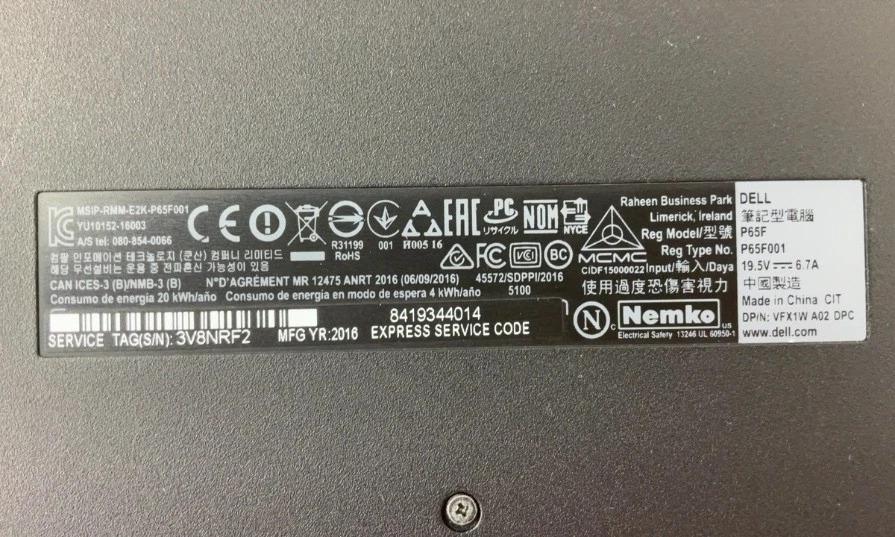 MSIP-RMM-E2K-P65F001
YU10152-16003
A/S tel: 080-854-0066
컴팔 인포메이션 테크놀로지 (쿤산) 컴퍼니 리미티드
해당 무선설비는 운용 중 전파혼신 가능성이 있음
CAN ICES-3 (B)/NMB-3 (B)
N°D'AGRÉMENT MR 12475 ANRT 2016 (06/09/2016)
Consumo de energía 20 kWh/año Consumo de energía en modo de espera 4 kWh/año
R31199
RoHS
001
И005 16
EAC
PC
リサイクル
NOM
NYCE
FC
VCI
BC
45572/SDPPI/2016
5100
MCMC
CIDF15000022
Raheen Business Park
Limerick, Ireland
Reg Model/型號
Reg Type No.
Input/輸入/Daya
使用過度恐傷害視力
N
C
Nemko
US
Electrical Safety 13246 UL 60950-1
DELL
筆記型電腦
P65F
P65F001
19.5V 6.7A
中國製造
Made in China CIT
DP/N: VFX1W A02 DPC
www.dell.com
SERVICE TAG(S/N): 3V8NRF2
MFG YR:2016
8419344014
EXPRESS SERVICE CODE